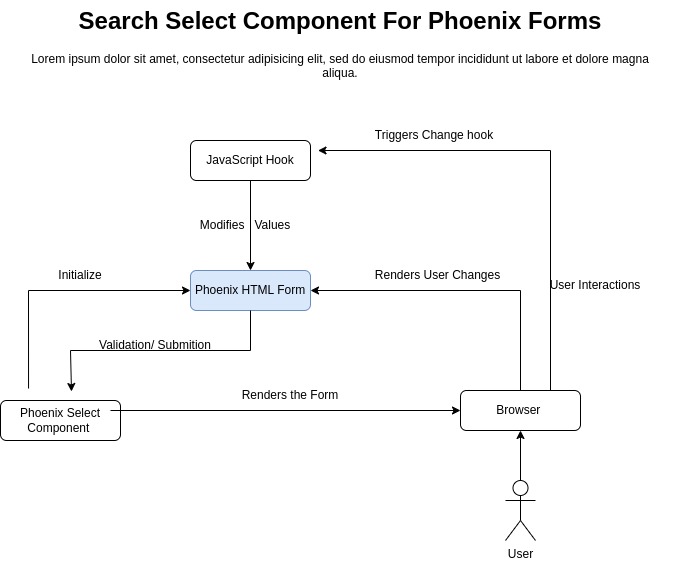 Search Select Component For Phoenix Forms
Lorem ipsum dolor sit amet, consectetur adipisicing elit, sed do eiusmod tempor incididunt ut labore et dolore magna
aliqua.
Triggers Change hook
JavaScript Hook
Modifies Values
Initialize
Renders User Changes
User Interactions
Phoenix HTML Form
Validation/ Submition
Renders the Form
Phoenix Select
Component
Browser
User